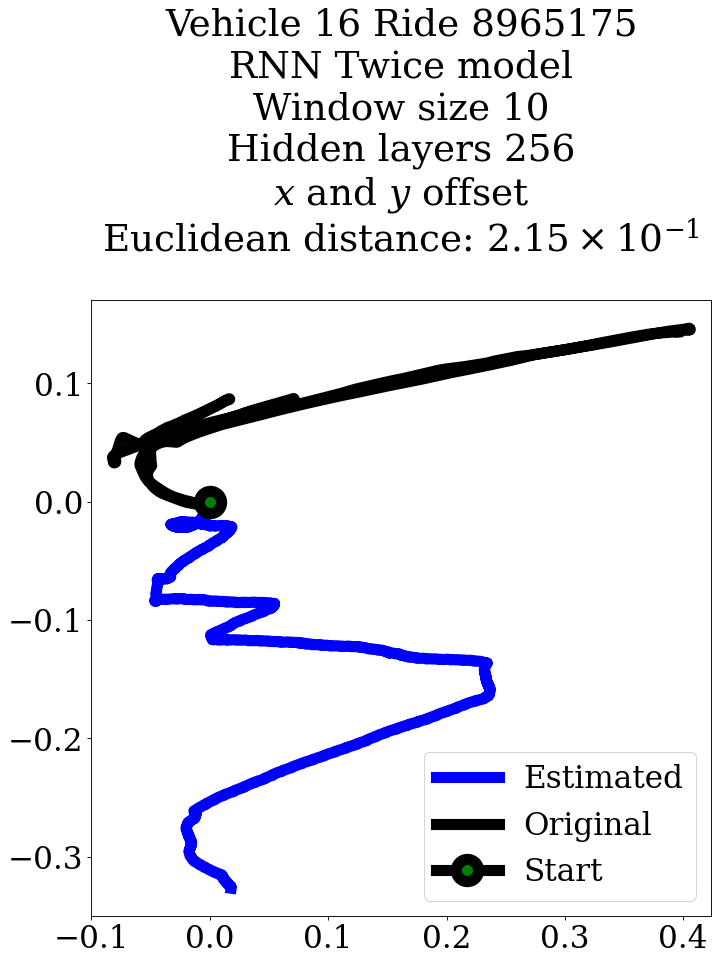 Vehicle 16 Ride 8965175
RNN Twice model
Window size 10
Hidden layers 256
x and y offset
Euclidean distance: 2.15 × 10⁻¹
0.1
0.0
−0.1
−0.2
−0.3
Estimated
Original
Start
−0.1 0.0 0.1 0.2 0.3 0.4